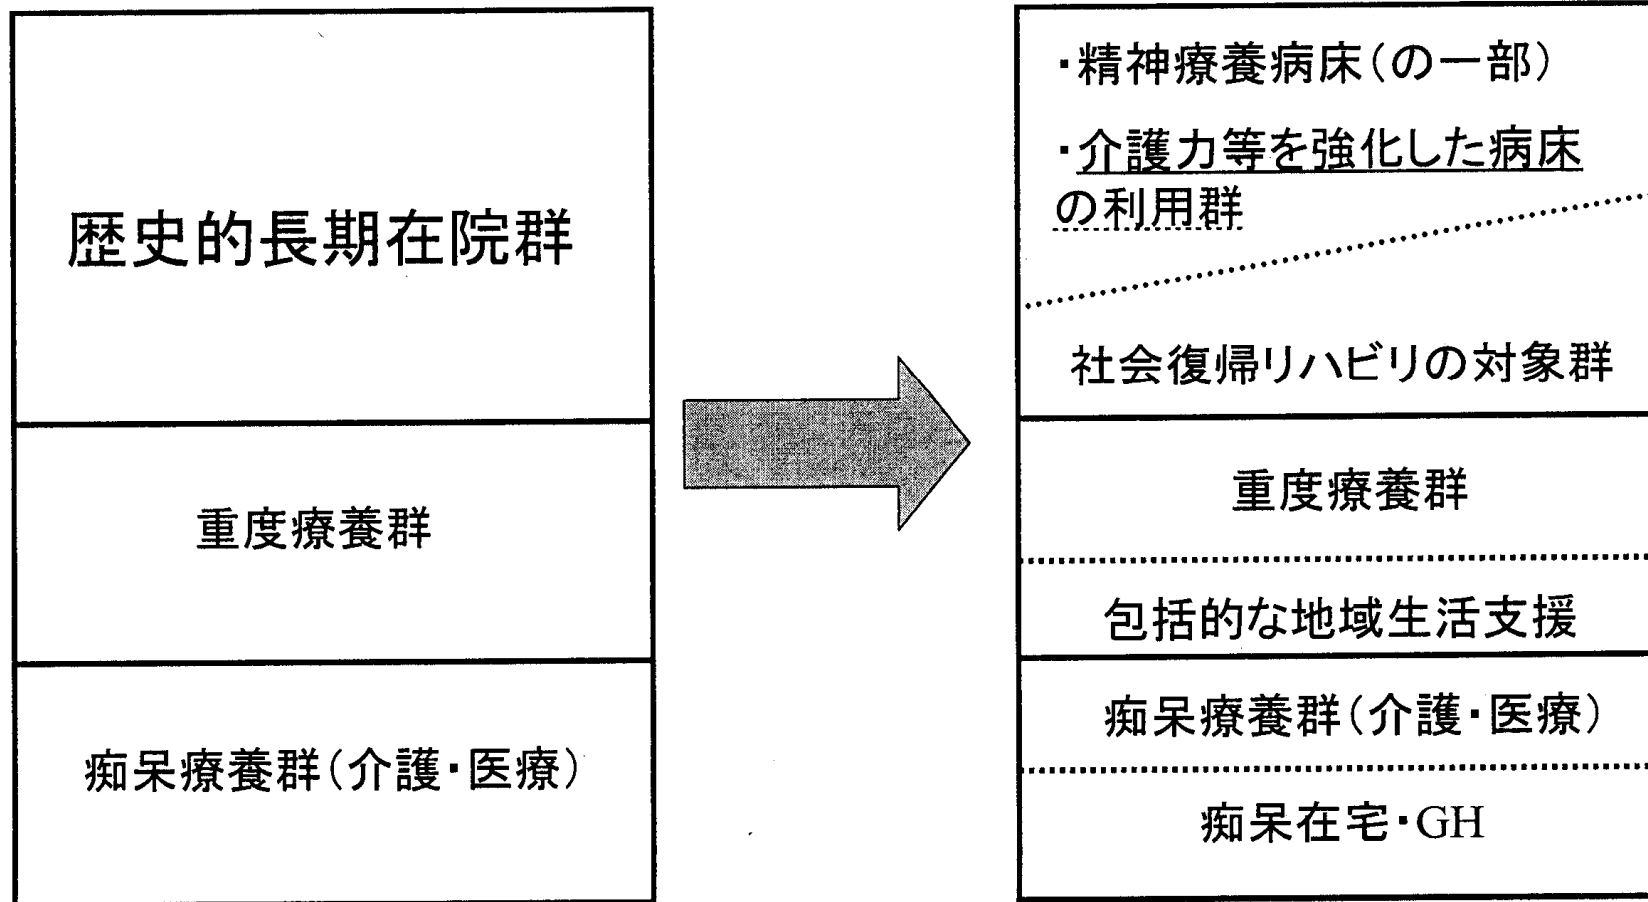 歴史的長期在院群
重度療養群
痴呆療養群(介護・医療)
・精神療養病床(の一部)
・介護力等を強化した病床
の利用群
社会復帰リハビリの対象群
重度療養群
包括的な地域生活支援
痴呆療養群(介護・医療)
痴呆在宅・GH